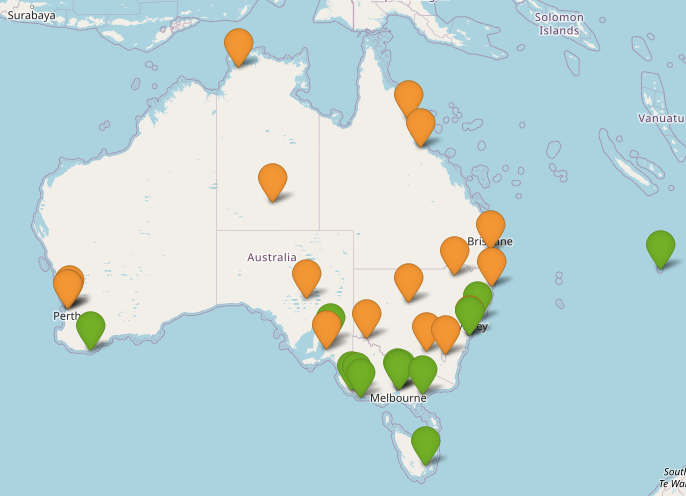 Surabaya
Solomon
Islands
Vanuatu
Brisbane
Australia
Perth
Melbourne